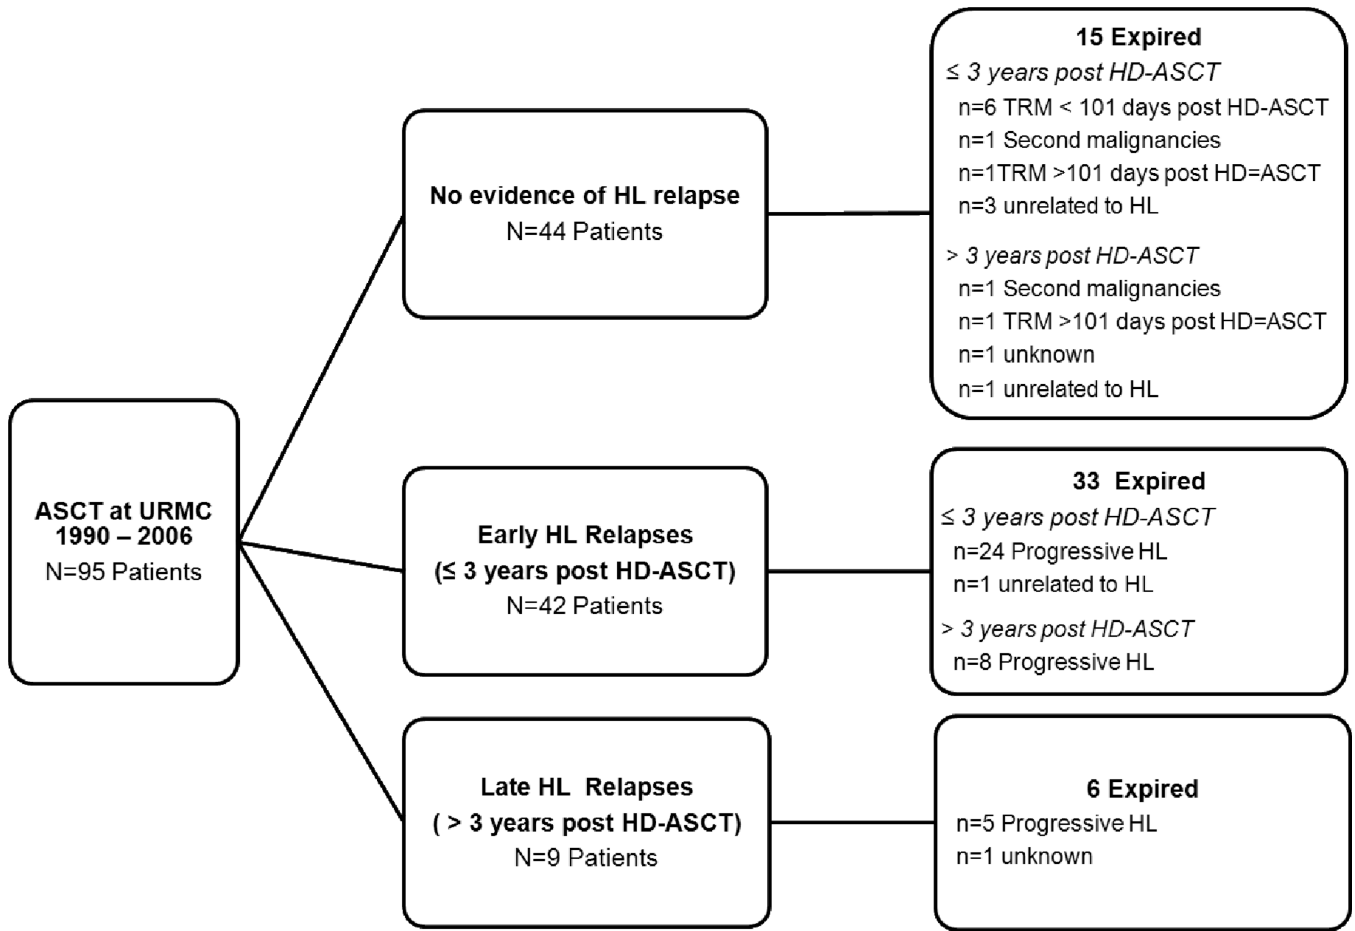 ASCT at URMC
1990 – 2006
N=95 Patients
No evidence of HL relapse
N=44 Patients
15 Expired
≤ 3 years post HD-ASCT
n=6 TRM < 101 days post HD-ASCT
n=1 Second malignancies
n=1TRM >101 days post HD=ASCT
n=3 unrelated to HL
> 3 years post HD-ASCT
n=1 Second malignancies
n=1 TRM >101 days post HD=ASCT
n=1 unknown
n=1 unrelated to HL
Early HL Relapses
(≤ 3 years post HD-ASCT)
N=42 Patients
33 Expired
≤ 3 years post HD-ASCT
n=24 Progressive HL
n=1 unrelated to HL
> 3 years post HD-ASCT
n=8 Progressive HL
Late HL Relapses
( > 3 years post HD-ASCT)
N=9 Patients
6 Expired
n=5 Progressive HL
n=1 unknown